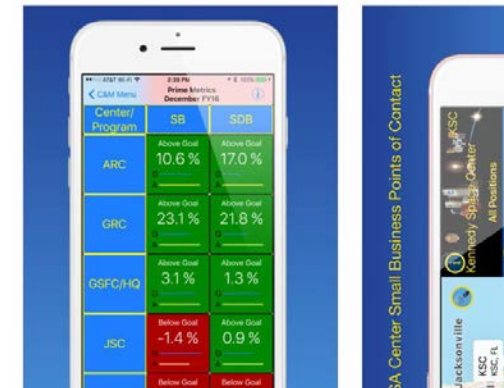 AT&T Wi-Fi 2:39 PM 100%
C&M Menu
Prime Metrics
December FY16
Center/
Program
SB
SDB
ARC
Above Goal
10.6 %
G
A
Above Goal
17.0 %
GRC
Above Goal
23.1 %
G
A
Above Goal
21.8 %
GSFC/HQ
Above Goal
3.1 %
G
A
Above Goal
1.3 %
JSC
Below Goal
-1.4 %
G
A
Above Goal
0.9 %
Below Goal
Below Goal
Center Small Business Points of Contact
KSC
Kennedy Space Center
All Positions
Jacksonville
KSC
KSC, FL